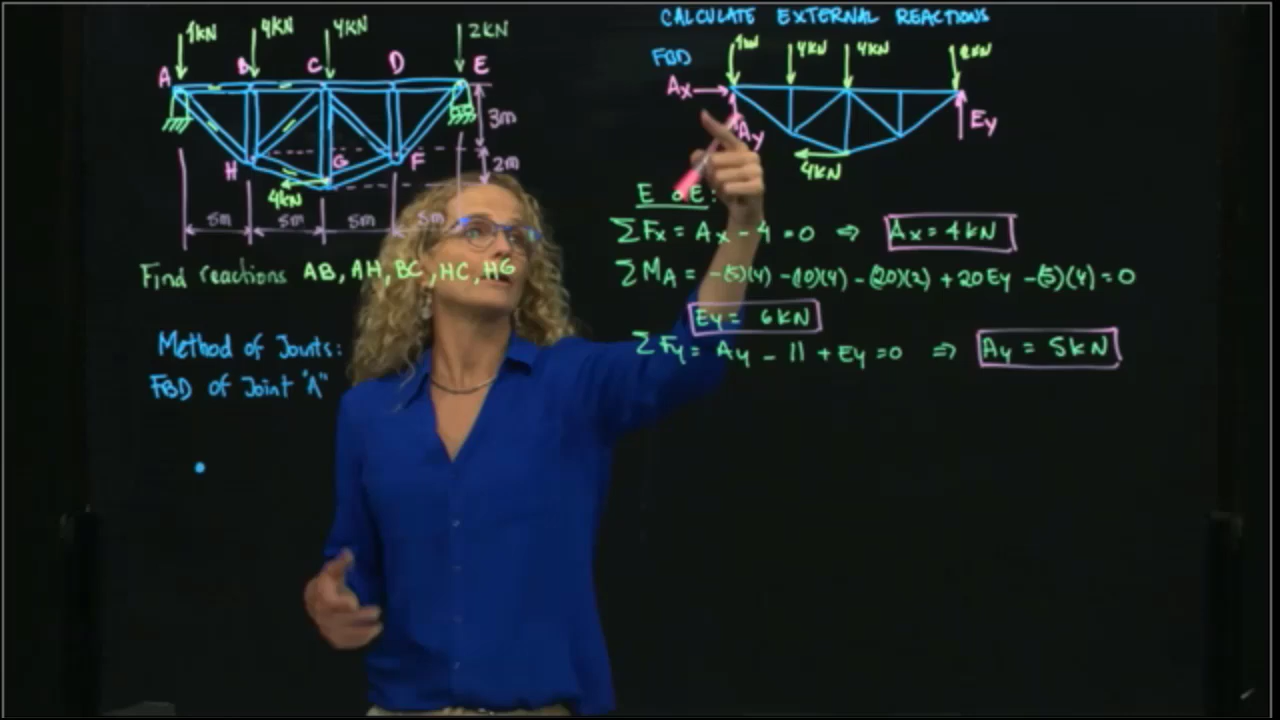 1KN 4KN 4KN 2KN
A B C D E
3m
H G F
2m
4KN
5m 5m 5m 5m
Find reactions AB, AH, BC, HC, HG
Method of Joints:
FBD of Joint "A"
CALCULATE EXTERNAL REACTIONS
FBD
1KN 4KN 4KN 2KN
Ax
Ay Ey
4KN
E o E:
ΣFx = Ax - 4 = 0 ⇒ Ax = 4KN
ΣMA = -(5)(4) -(10)(4) -(20)(2) + 20Ey -(5)(4) = 0
Ey = 6KN
ΣFy = Ay - 11 + Ey = 0 ⇒ Ay = 5KN